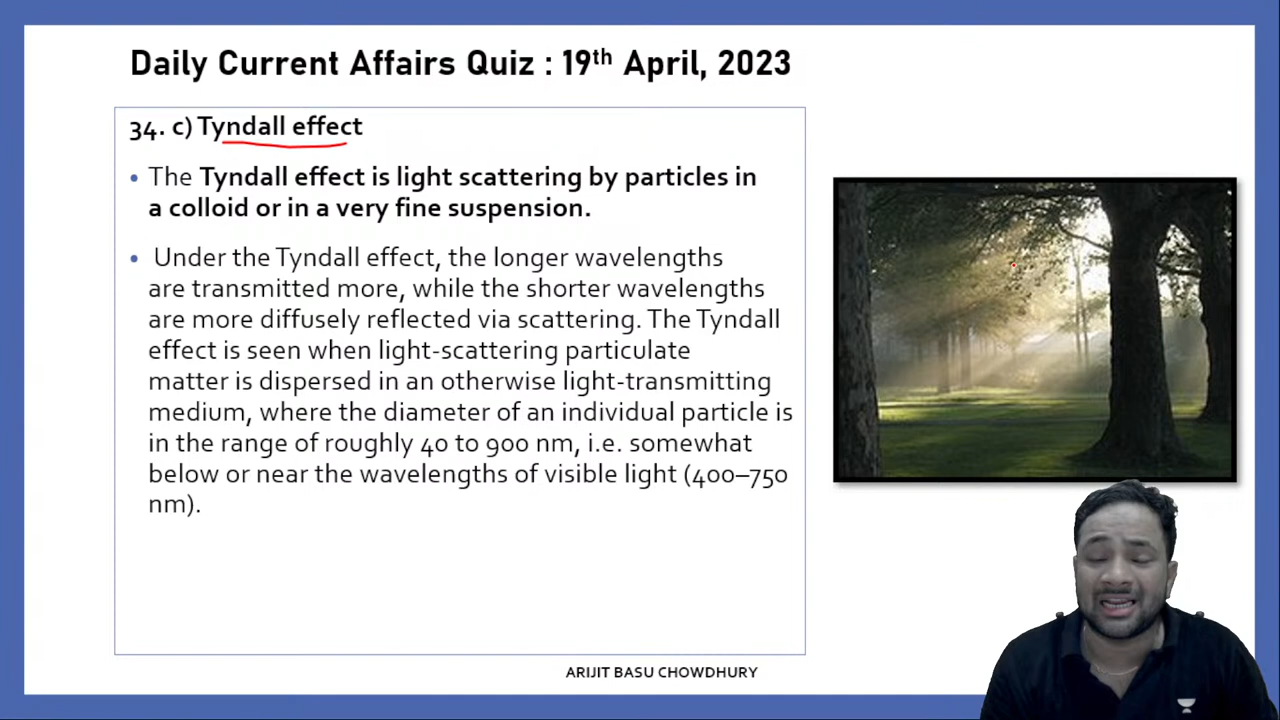 Daily Current Affairs Quiz : 19th April, 2023
34. c) Tyndall effect
• The Tyndall effect is light scattering by particles in
a colloid or in a very fine suspension.
• Under the Tyndall effect, the longer wavelengths
are transmitted more, while the shorter wavelengths
are more diffusely reflected via scattering. The Tyndall
effect is seen when light-scattering particulate
matter is dispersed in an otherwise light-transmitting
medium, where the diameter of an individual particle is
in the range of roughly 40 to 900 nm, i.e. somewhat
below or near the wavelengths of visible light (400–750
nm).
ARIJIT BASU CHOWDHURY